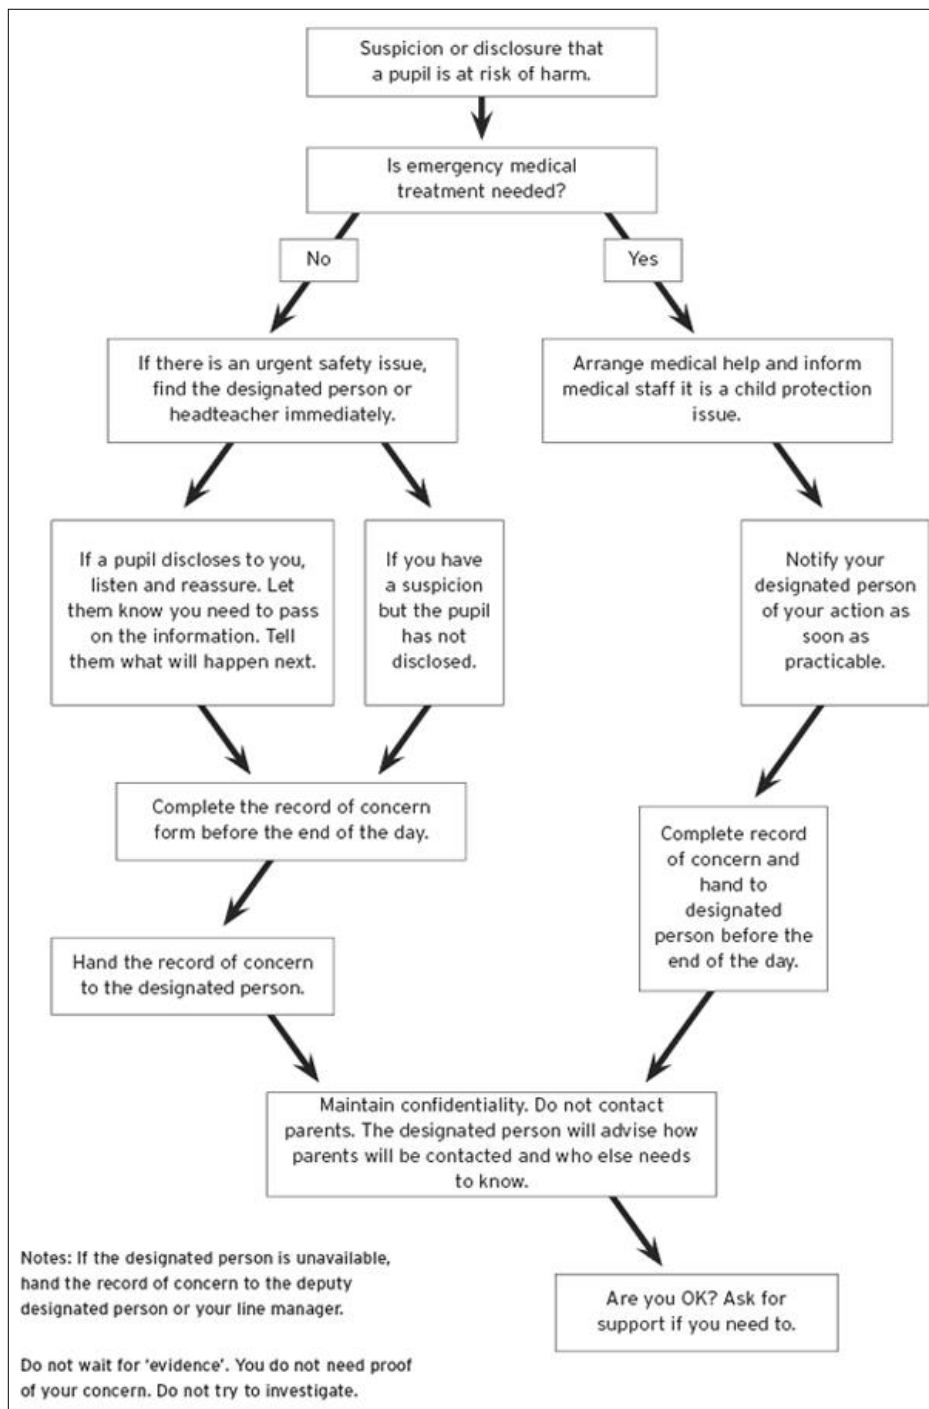 Suspicion or disclosure that
a pupil is at risk of harm.
Is emergency medical
treatment needed?
No
Yes
If there is an urgent safety issue,
find the designated person or
headteacher immediately.
Arrange medical help and inform
medical staff it is a child protection
issue.
If a pupil discloses to you,
listen and reassure. Let
them know you need to pass
on the information. Tell
them what will happen next.
If you have
a suspicion
but the pupil
has not
disclosed.
Notify your
designated person
of your action as
soon as
practicable.
Complete the record of concern
form before the end of the day.
Complete record
of concern and
hand to
designated
person before the
end of the day.
Hand the record of concern
to the designated person.
Maintain confidentiality. Do not contact
parents. The designated person will advise how
parents will be contacted and who else needs
to know.
Notes: If the designated person is unavailable,
hand the record of concern to the deputy
designated person or your line manager.
Are you OK? Ask for
support if you need to.
Do not wait for ‘evidence’. You do not need proof
of your concern. Do not try to investigate.